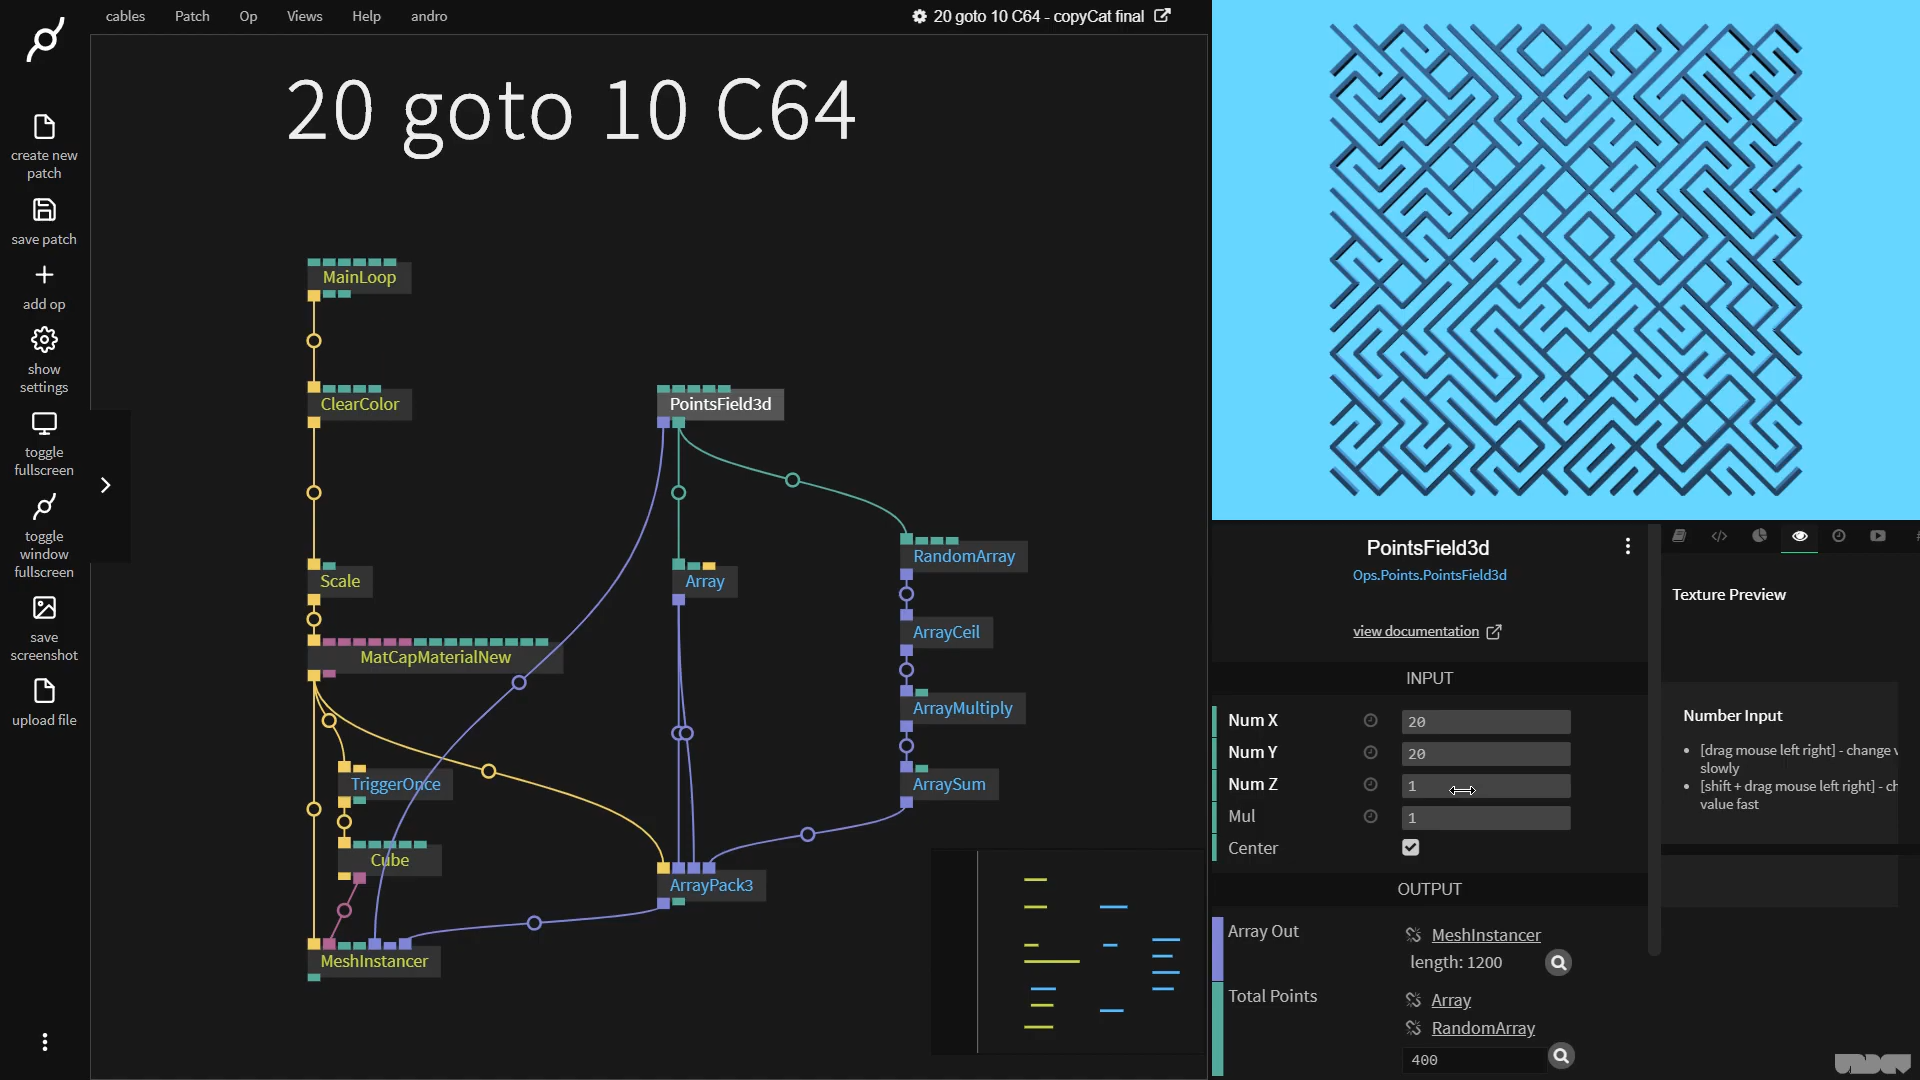 cables Patch Op Views Help andro
20 goto 10 C64 - copyCat final
20 goto 10 C64
create new
patch
save patch
add op
show
settings
toggle
fullscreen
toggle
window
fullscreen
save
screenshot
upload file
MainLoop
ClearColor
PointsField3d
RandomArray
Scale
Array
ArrayCeil
MatCapMaterialNew
ArrayMultiply
TriggerOnce
ArraySum
Cube
ArrayPack3
MeshInstancer
PointsField3d
Ops.Points.PointsField3d
view documentation
INPUT
Num X 20
Num Y 20
Num Z 1
Mul 1
Center
OUTPUT
Array Out MeshInstancer
length: 1200
Total Points Array
RandomArray
400
Texture Preview
Number Input
[drag mouse left right] - change v
slowly
[shift + drag mouse left right] - ch
value fast